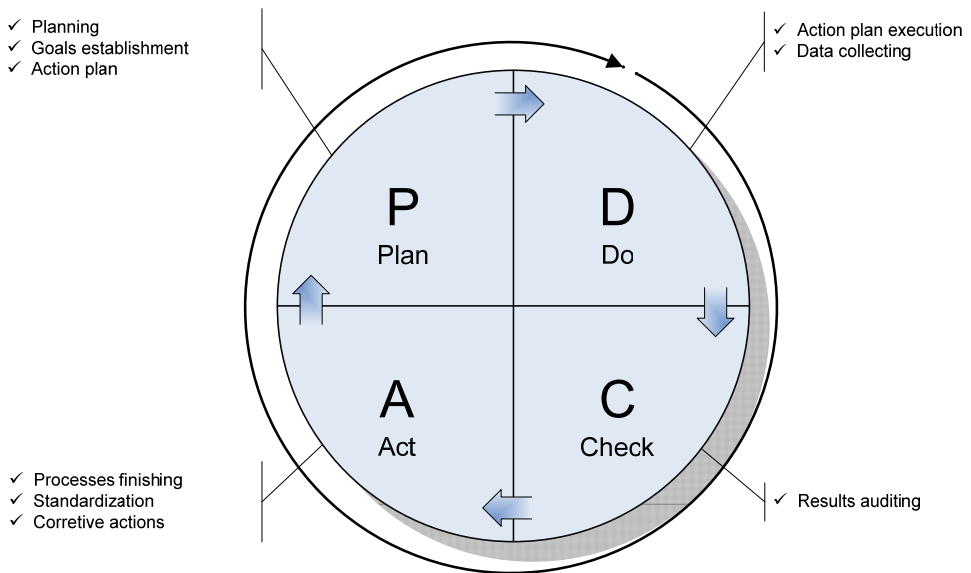 ✓ Planning
✓ Goals establishment
✓ Action plan
✓ Action plan execution
✓ Data collecting
P
Plan
D
Do
A
Act
C
Check
✓ Processes finishing
✓ Standardization
✓ Corretive actions
✓ Results auditing